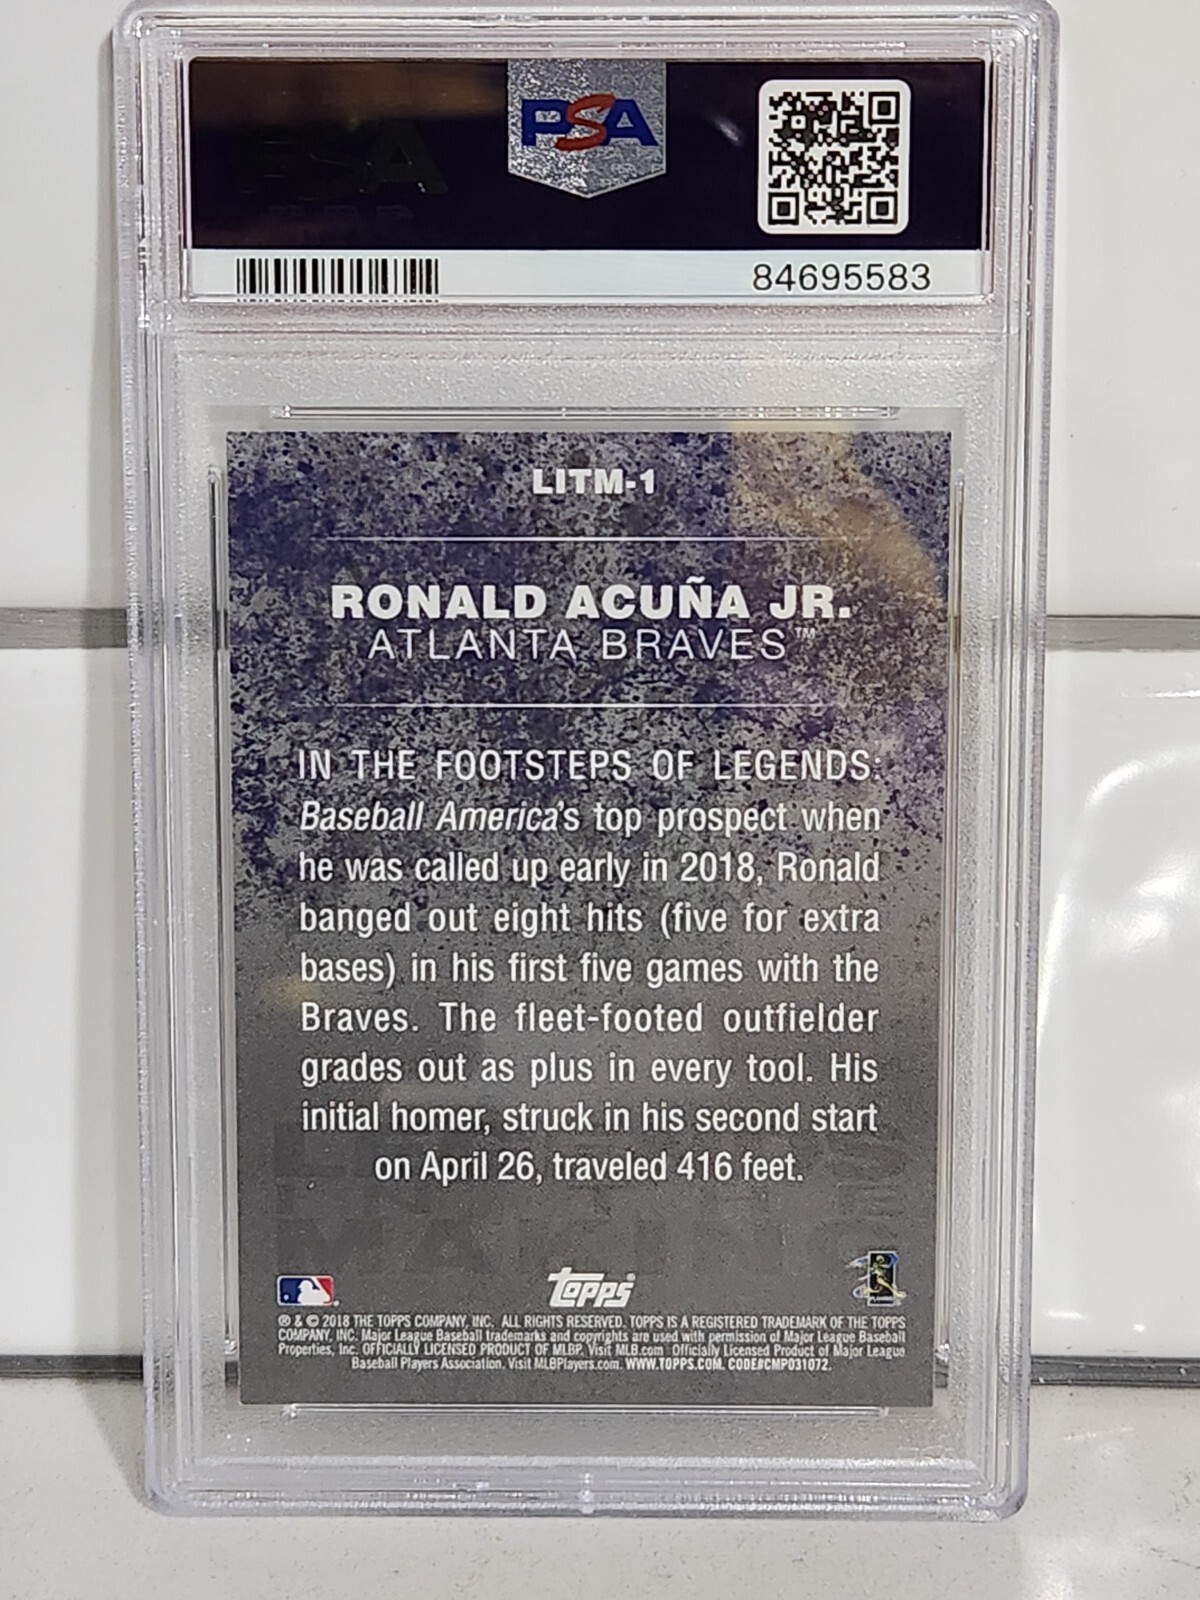 PSA
84695583
LITM-1
RONALD ACUÑA JR.
ATLANTA BRAVES™
IN THE FOOTSTEPS OF LEGENDS:
Baseball America's top prospect when
he was called up early in 2018, Ronald
banged out eight hits (five for extra
bases) in his first five games with the
Braves. The fleet-footed outfielder
grades out as plus in every tool. His
initial homer, struck in his second start
on April 26, traveled 416 feet.
topps
® & © 2018 THE TOPPS COMPANY, INC. ALL RIGHTS RESERVED. TOPPS IS A REGISTERED TRADEMARK OF THE TOPPS
COMPANY, INC. Major League Baseball trademarks and copyrights are used with permission of Major League Baseball
Properties, Inc. OFFICIALLY LICENSED PRODUCT OF MLBP. Visit MLB.com Officially Licensed Product of Major League
Baseball Players Association. Visit MLBPlayers.com. WWW.TOPPS.COM. CODE#CMP031072.